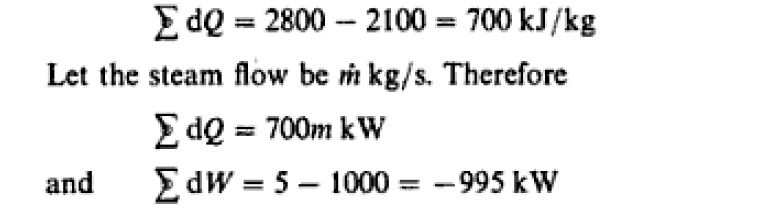 ∑ dQ = 2800 − 2100 = 700 kJ/kg
Let the steam flow be ṁ kg/s. Therefore
∑ dQ = 700m kW
and ∑ dW = 5 − 1000 = −995 kW